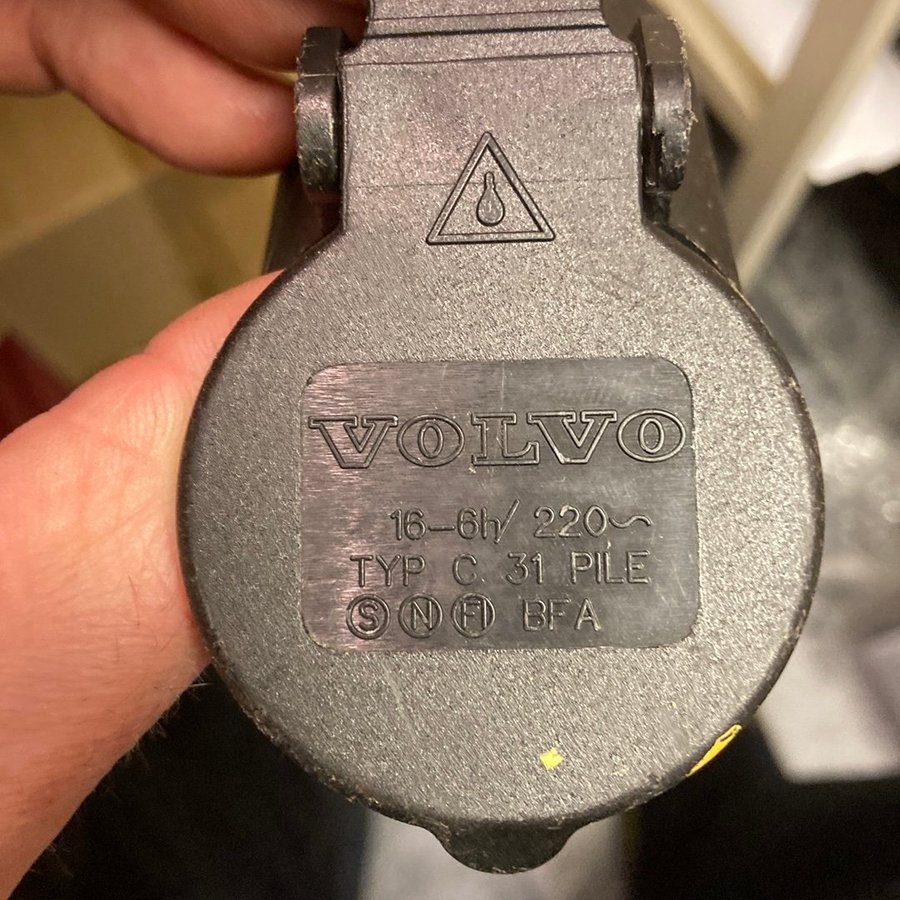 VOLVO
16-6h/ 220~
TYP C. 31 PILE
S N FI BFA